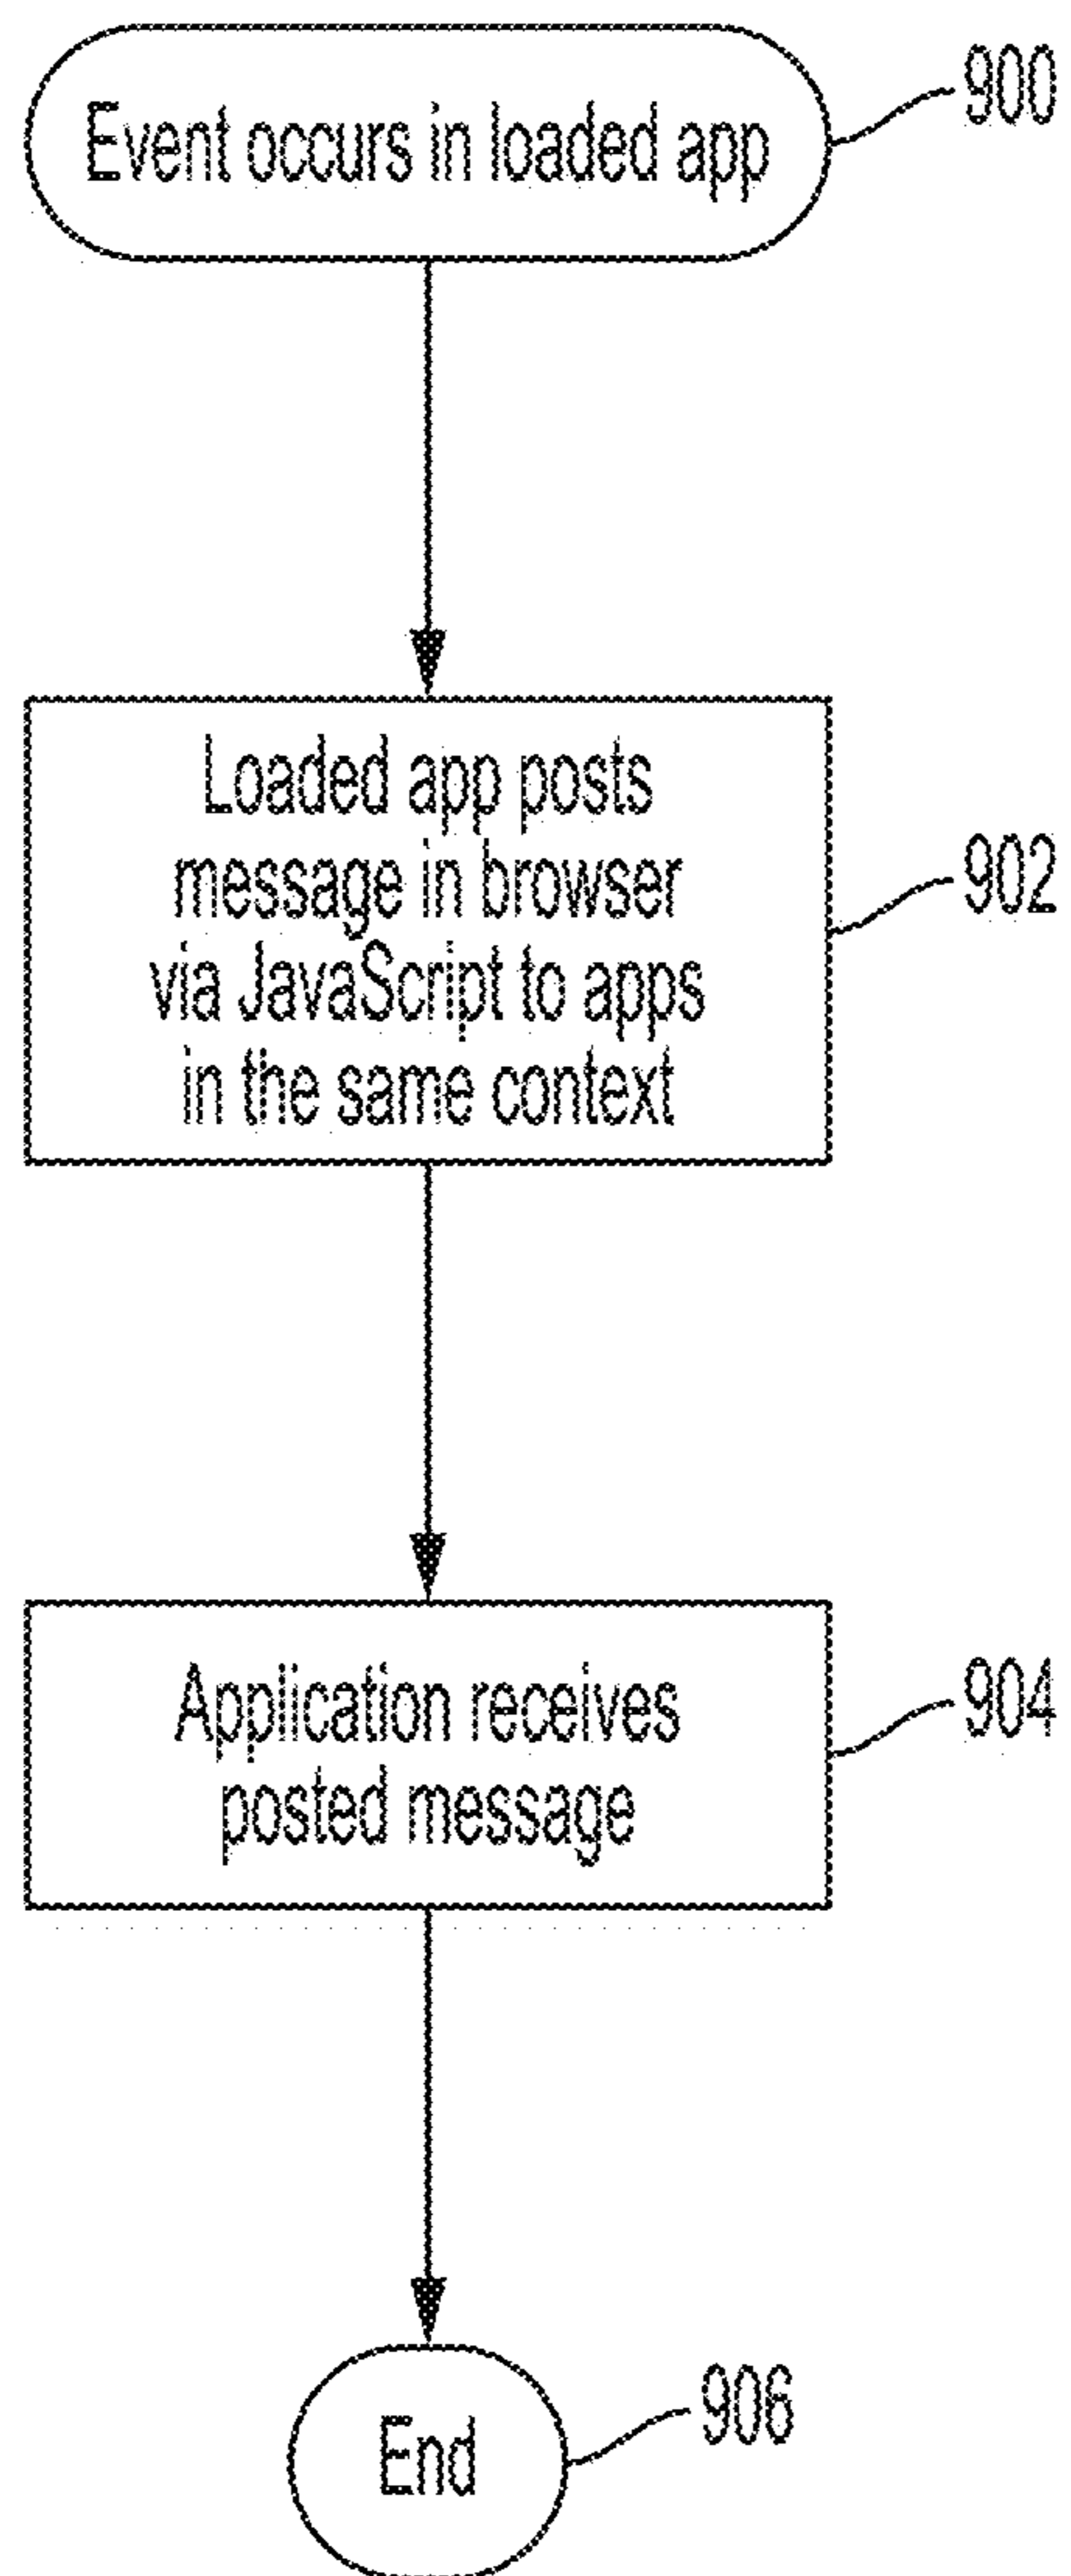 Event occurs in loaded app
900
Loaded app posts
message in browser
via JavaScript to apps
in the same context
902
Application receives
posted message
904
End
906